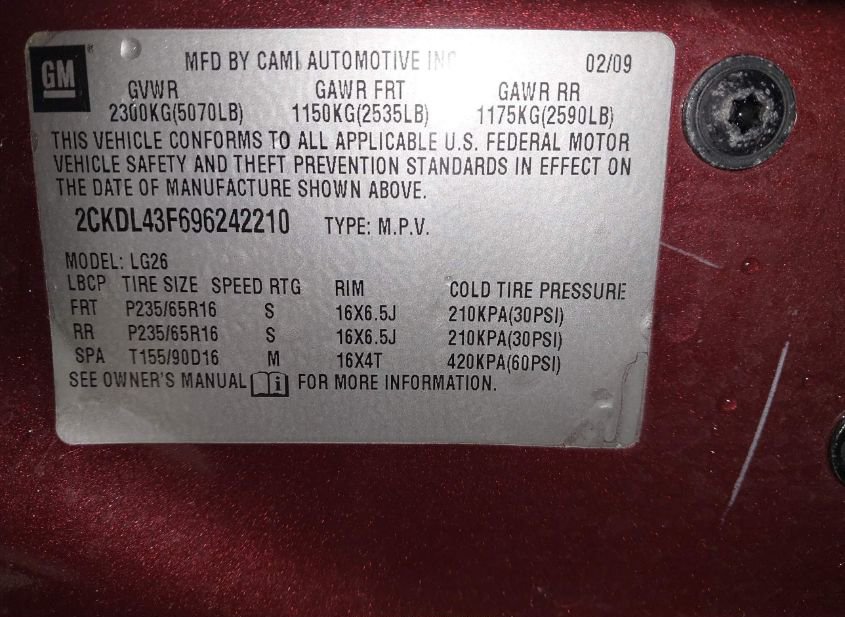 GM
MFD BY CAMI AUTOMOTIVE INC
02/09
GVWR GAWR FRT GAWR RR
2300KG(5070LB) 1150KG(2535LB) 1175KG(2590LB)
THIS VEHICLE CONFORMS TO ALL APPLICABLE U.S. FEDERAL MOTOR
VEHICLE SAFETY AND THEFT PREVENTION STANDARDS IN EFFECT ON
THE DATE OF MANUFACTURE SHOWN ABOVE.
2CKDL43F696242210 TYPE: M.P.V.
MODEL: LG26
LBCP TIRE SIZE SPEED RTG RIM COLD TIRE PRESSURE
FRT P235/65R16 S 16X6.5J 210KPA(30PSI)
RR P235/65R16 S 16X6.5J 210KPA(30PSI)
SPA T155/90D16 M 16X4T 420KPA(60PSI)
SEE OWNER'S MANUAL i FOR MORE INFORMATION.